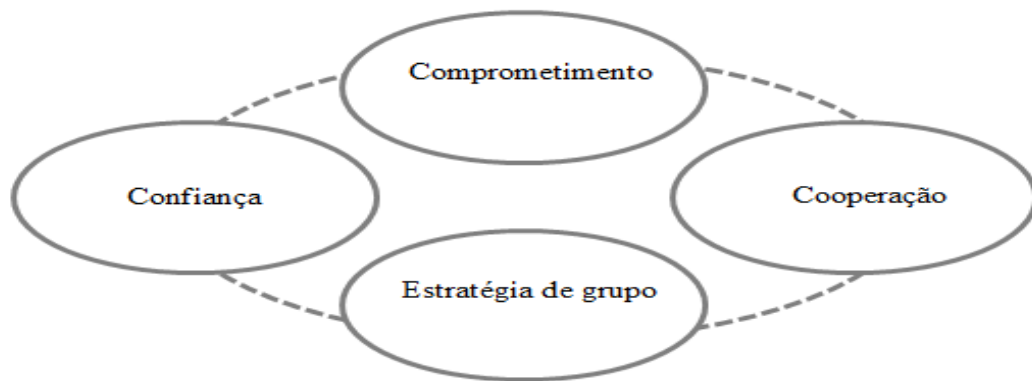 Comprometimento
Confiança
Cooperação
Estratégia de grupo